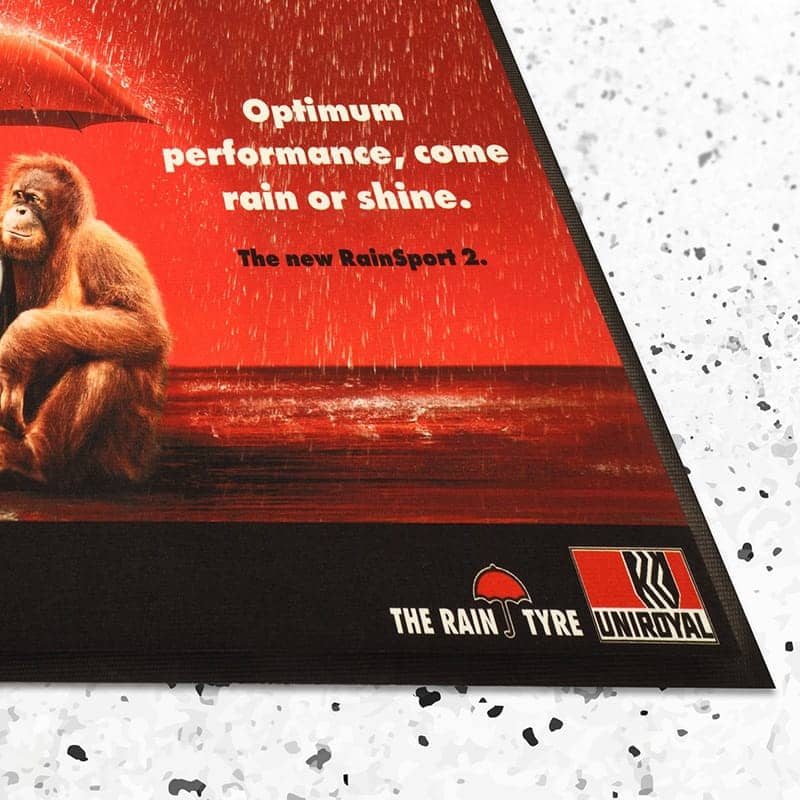 Optimum
performance, come
rain or shine.
The new RainSport 2.
THE RAIN TYRE
UNIROYAL